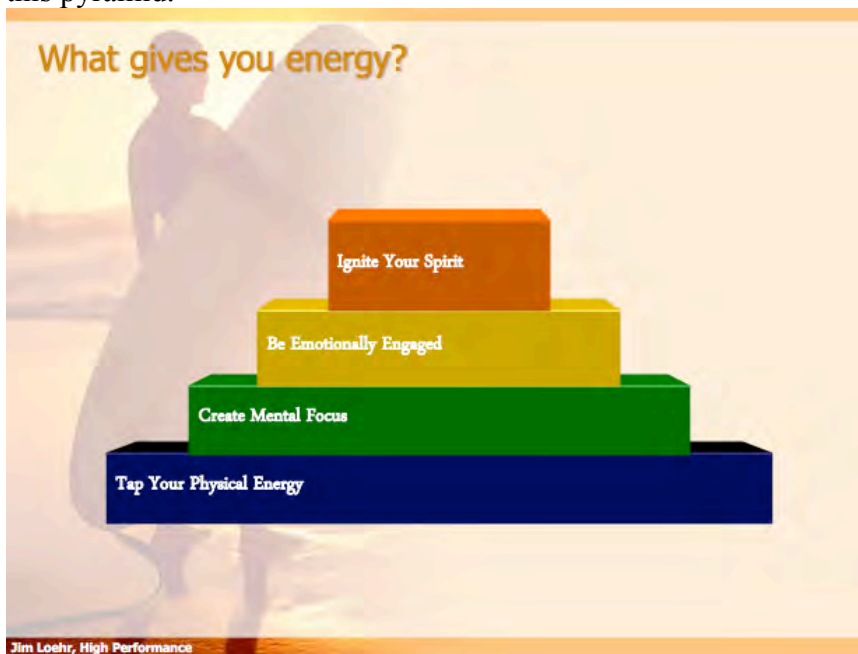 this pyramid.
What gives you energy?
Ignite Your Spirit
Be Emotionally Engaged
Create Mental Focus
Tap Your Physical Energy
Jim Loehr, High Performance